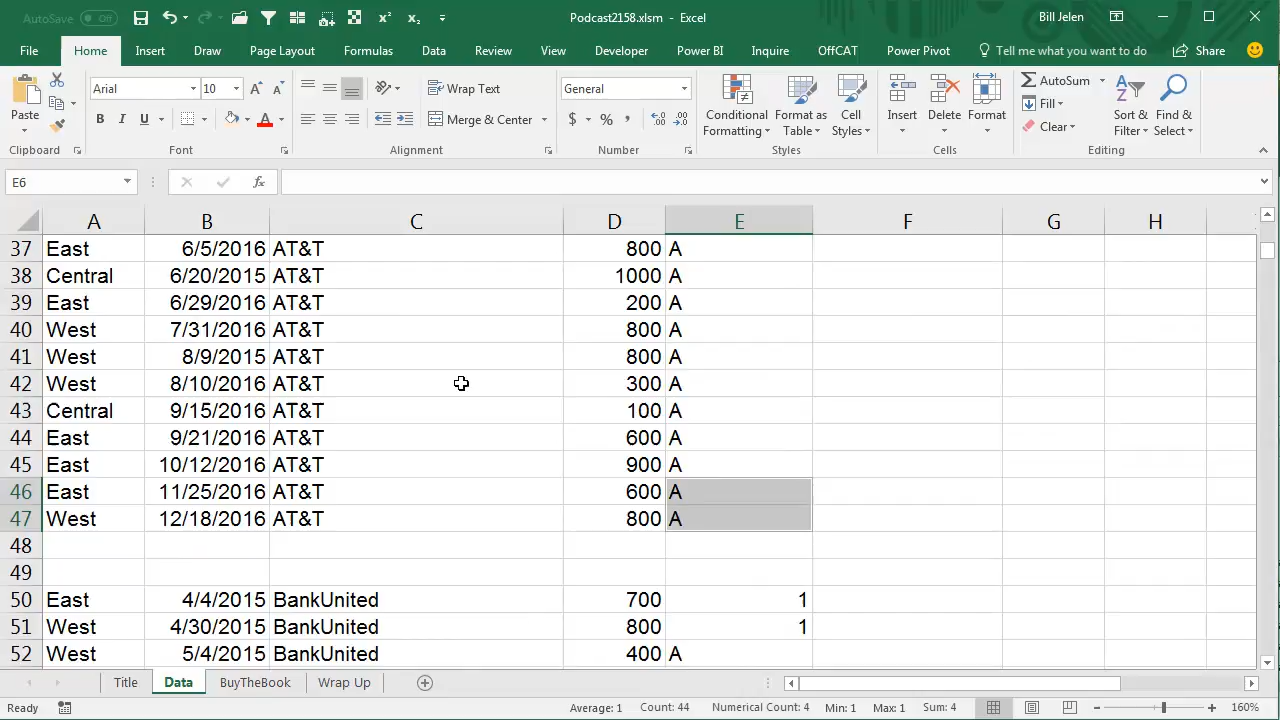 AutoSave Off Podcast2158.xlsm - Excel Bill Jelen
File Home Insert Draw Page Layout Formulas Data Review View Developer Power BI Inquire OffCAT Power Pivot Tell me what you want to do Share
Paste Arial 10 Wrap Text General Conditional Formatting Format as Table Cell Styles Insert Delete Format AutoSum Sort & Filter Find & Select
B I U Merge & Center $ % , Fill
Clear
Clipboard Font Alignment Number Styles Cells Editing
E6 fx
A B C D E F G H
37 East 6/5/2016 AT&T 800 A
38 Central 6/20/2015 AT&T 1000 A
39 East 6/29/2016 AT&T 200 A
40 West 7/31/2016 AT&T 800 A
41 West 8/9/2015 AT&T 800 A
42 West 8/10/2016 AT&T 300 A
43 Central 9/15/2016 AT&T 100 A
44 East 9/21/2016 AT&T 600 A
45 East 10/12/2016 AT&T 900 A
46 East 11/25/2016 AT&T 600 A
47 West 12/18/2016 AT&T 800 A
48
49
50 East 4/4/2015 BankUnited 700 1
51 West 4/30/2015 BankUnited 800 1
52 West 5/4/2015 BankUnited 400 A
Title Data BuyTheBook Wrap Up
Ready Average: 1 Count: 44 Numerical Count: 4 Min: 1 Max: 1 Sum: 4 160%